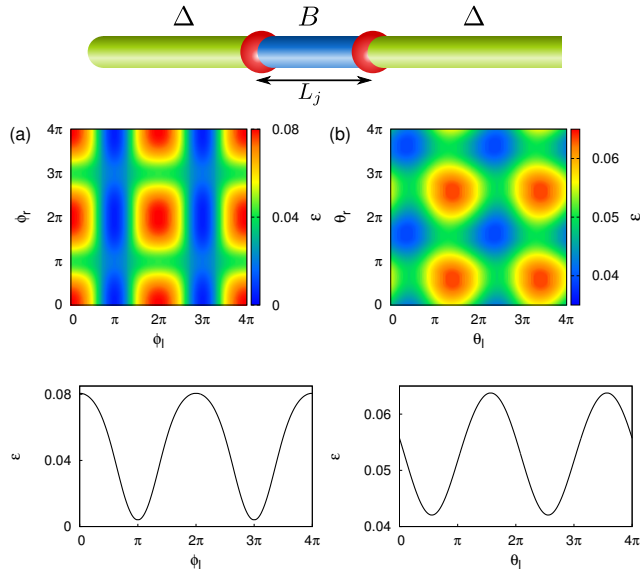 Δ B Δ
L_j
(a) (b)
4π 0.08 4π
3π 3π 0.06
ϕ_r 2π 0.04 ε θ_r 2π 0.05 ε
π π 0.04
0 0 0
0 π 2π 3π 4π 0 π 2π 3π 4π
ϕ_l θ_l
0.08 0.06
ε 0.04 ε 0.05
0 0.04
0 π 2π 3π 4π 0 π 2π 3π 4π
ϕ_l θ_l